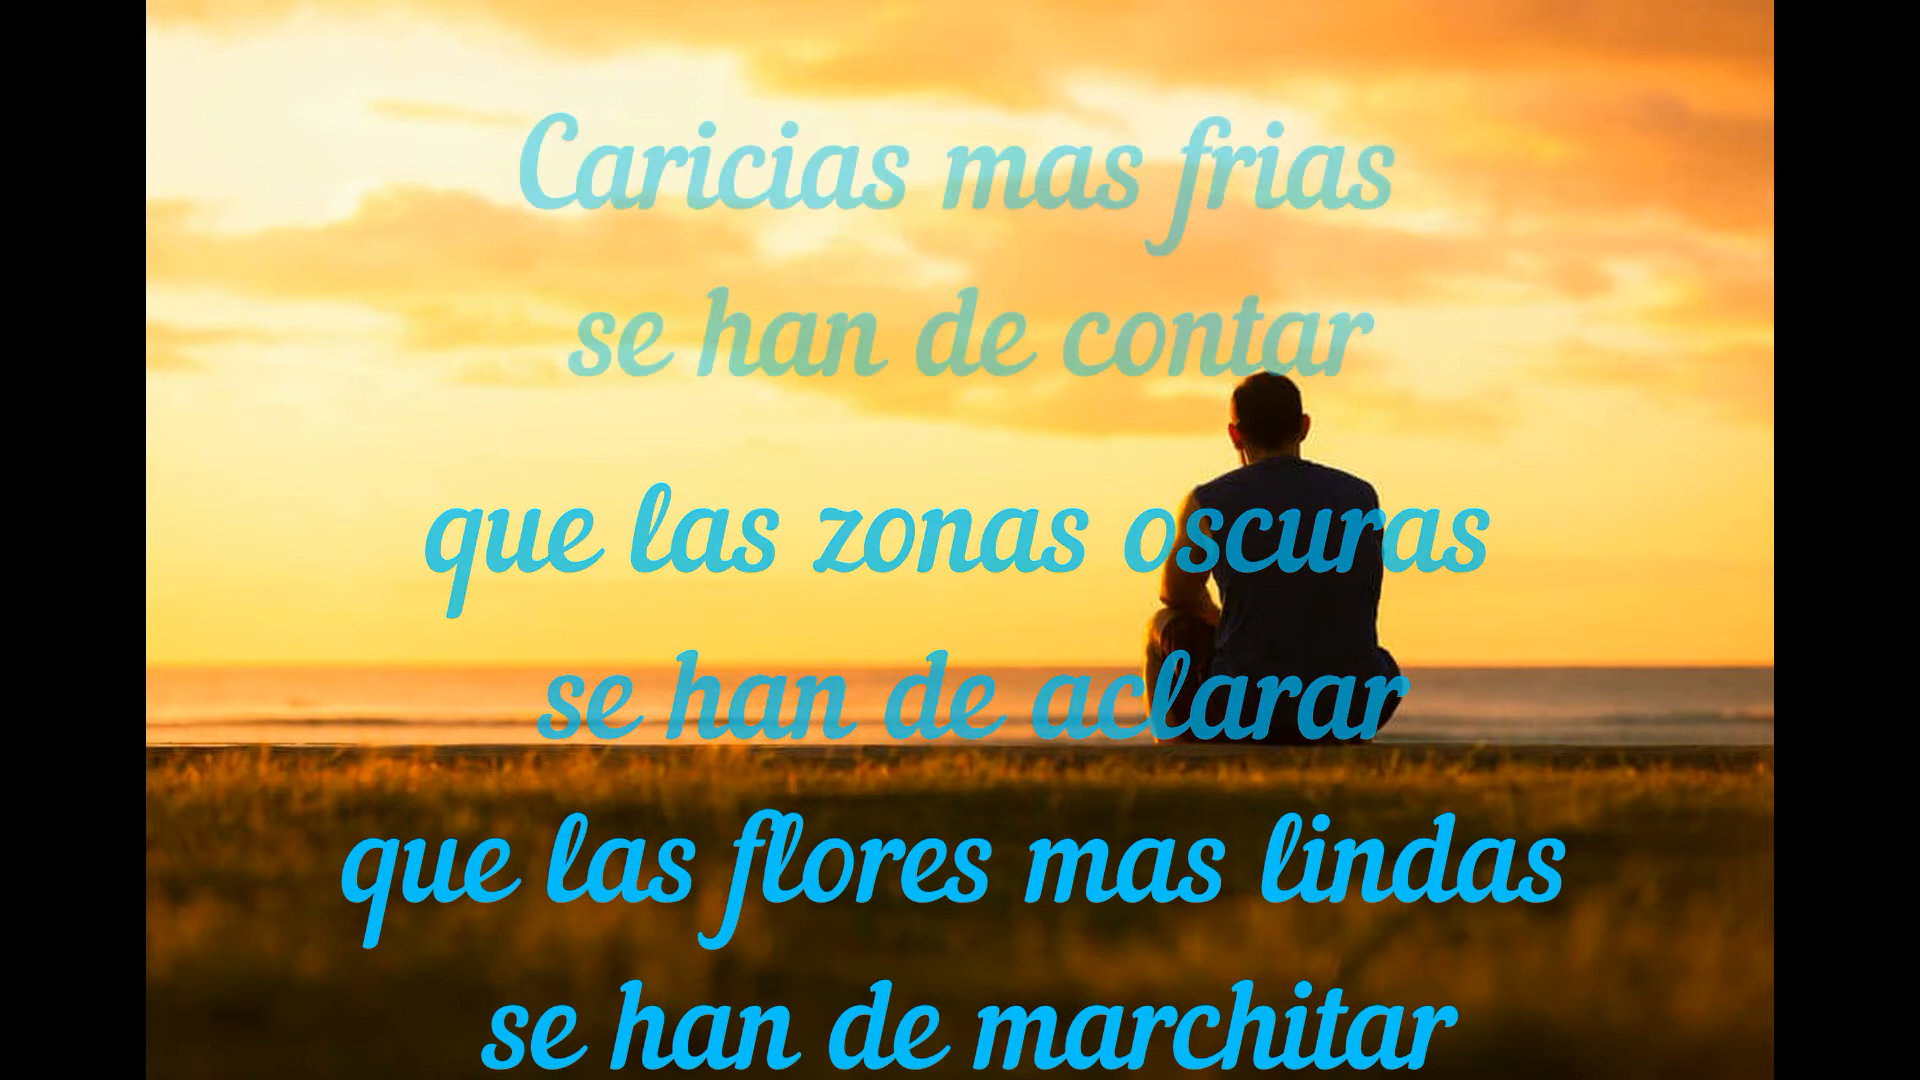 Caricias mas frias
se han de contar
que las zonas oscuras
se han de aclarar
que las flores mas lindas
se han de marchitar